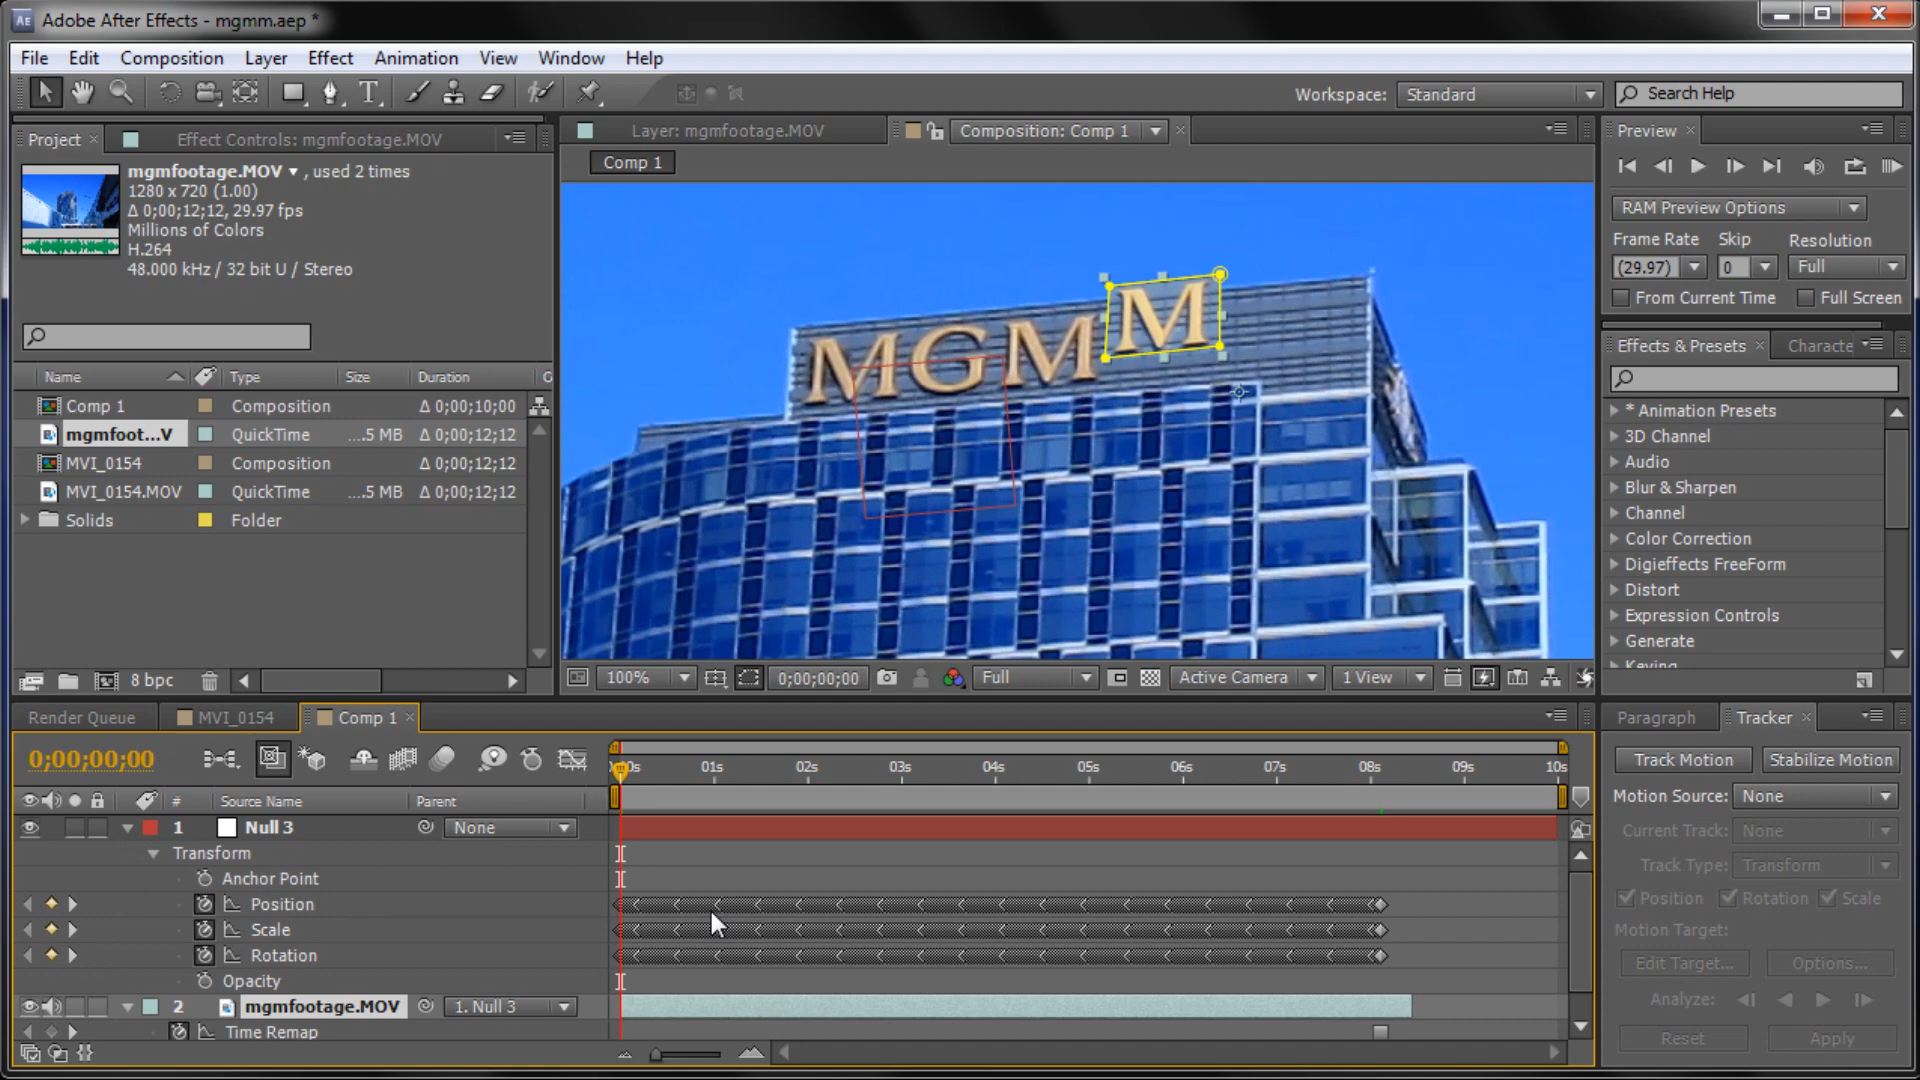 Adobe After Effects - mgmm.aep *
File Edit Composition Layer Effect Animation View Window Help
Workspace: Standard Search Help
Project Effect Controls: mgmfootage.MOV
mgmfootage.MOV , used 2 times
1280 x 720 (1.00)
Δ 0;00;12;12, 29.97 fps
Millions of Colors
H.264
48.000 kHz / 32 bit U / Stereo
Name Type Size Duration
Comp 1 Composition Δ 0;00;10;00
mgmfoot...V QuickTime ....5 MB Δ 0;00;12;12
MVI_0154 Composition Δ 0;00;12;12
MVI_0154.MOV QuickTime ....5 MB Δ 0;00;12;12
Solids Folder
8 bpc
Layer: mgmfootage.MOV Composition: Comp 1
Comp 1
MGMM
100% 0;00;00;00 Full Active Camera 1 View
Preview
RAM Preview Options
Frame Rate Skip Resolution
(29.97) 0 Full
From Current Time Full Screen
Effects & Presets Characte
* Animation Presets
3D Channel
Audio
Blur & Sharpen
Channel
Color Correction
Digieffects FreeForm
Distort
Expression Controls
Generate
Keying
Render Queue MVI_0154 Comp 1
0;00;00;00
0s 01s 02s 03s 04s 05s 06s 07s 08s 09s 10s
# Source Name Parent
1 Null 3 None
Transform
Anchor Point
Position
Scale
Rotation
Opacity
2 mgmfootage.MOV 1. Null 3
Time Remap
Paragraph Tracker
Track Motion Stabilize Motion
Motion Source: None
Current Track: None
Track Type: Transform
Position Rotation Scale
Motion Target:
Edit Target... Options...
Analyze:
Reset Apply